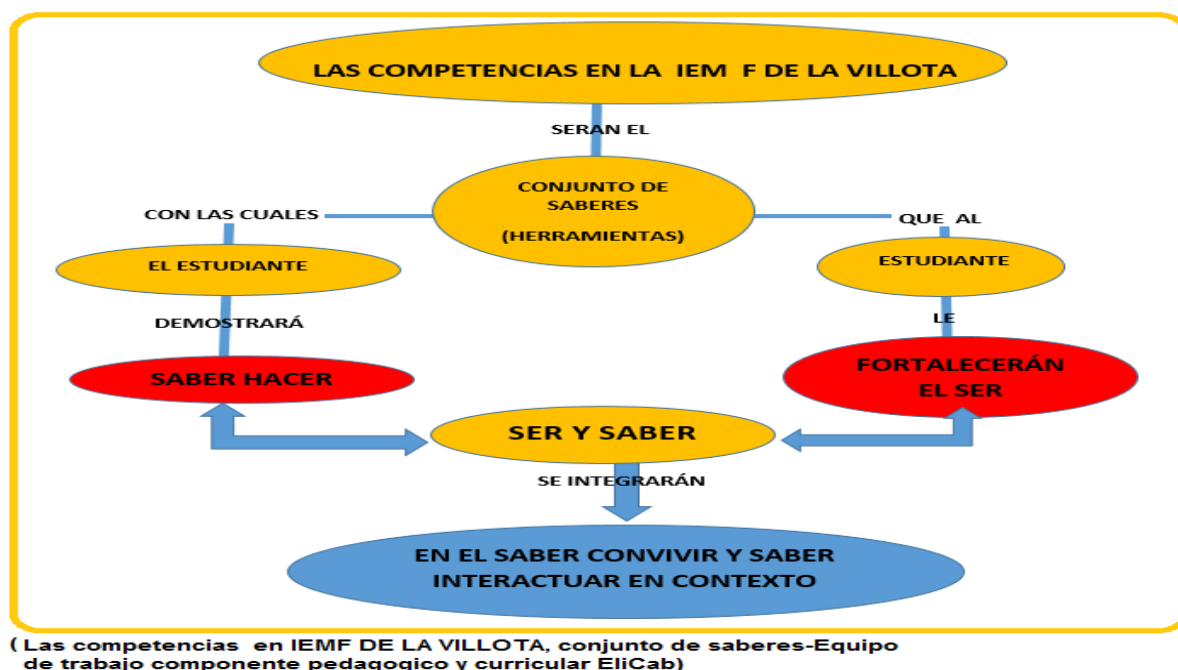 LAS COMPETENCIAS EN LA IEM F DE LA VILLOTA
SERAN EL
CONJUNTO DE
SABERES
(HERRAMIENTAS)
CON LAS CUALES
QUE AL
EL ESTUDIANTE
ESTUDIANTE
DEMOSTRARÁ
LE
SABER HACER
FORTALECERÁN
EL SER
SER Y SABER
SE INTEGRARÁN
EN EL SABER CONVIVIR Y SABER
INTERACTUAR EN CONTEXTO
( Las competencias en IEMF DE LA VILLOTA, conjunto de saberes-Equipo
de trabajo componente pedagogico y curricular EliCab)